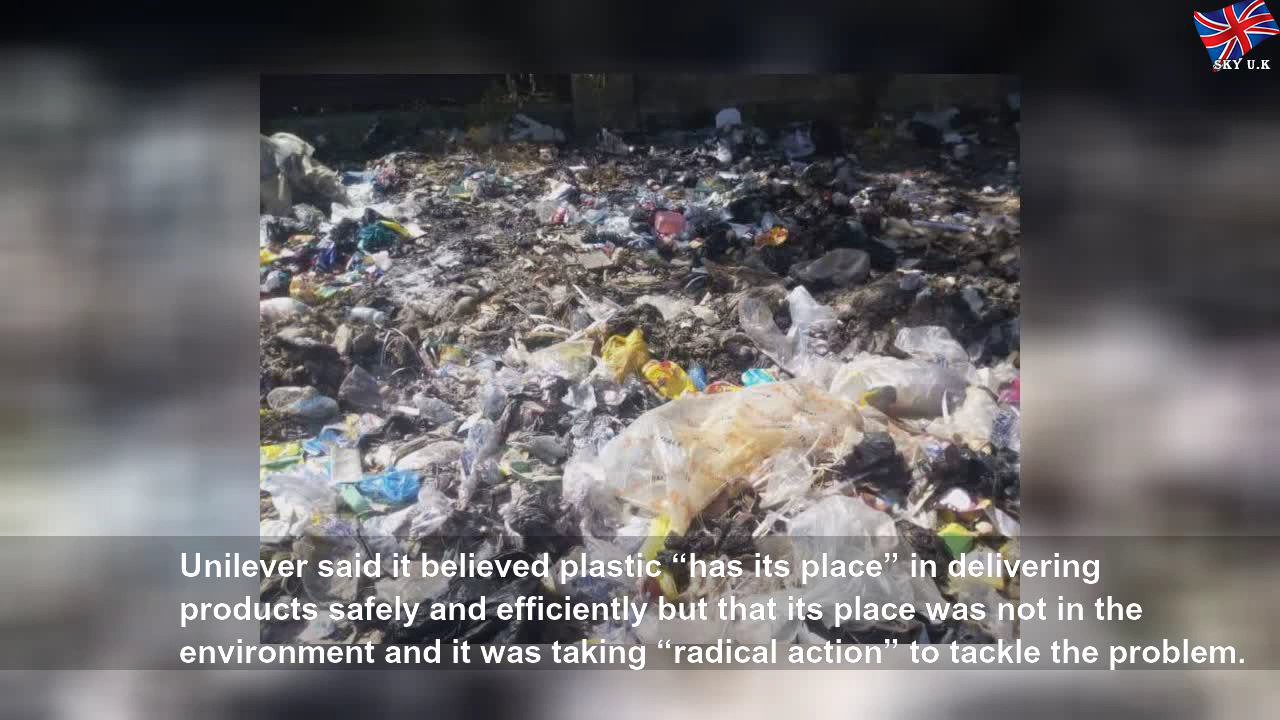 SKY U.K
Unilever said it believed plastic “has its place” in delivering
products safely and efficiently but that its place was not in the
environment and it was taking “radical action” to tackle the problem.